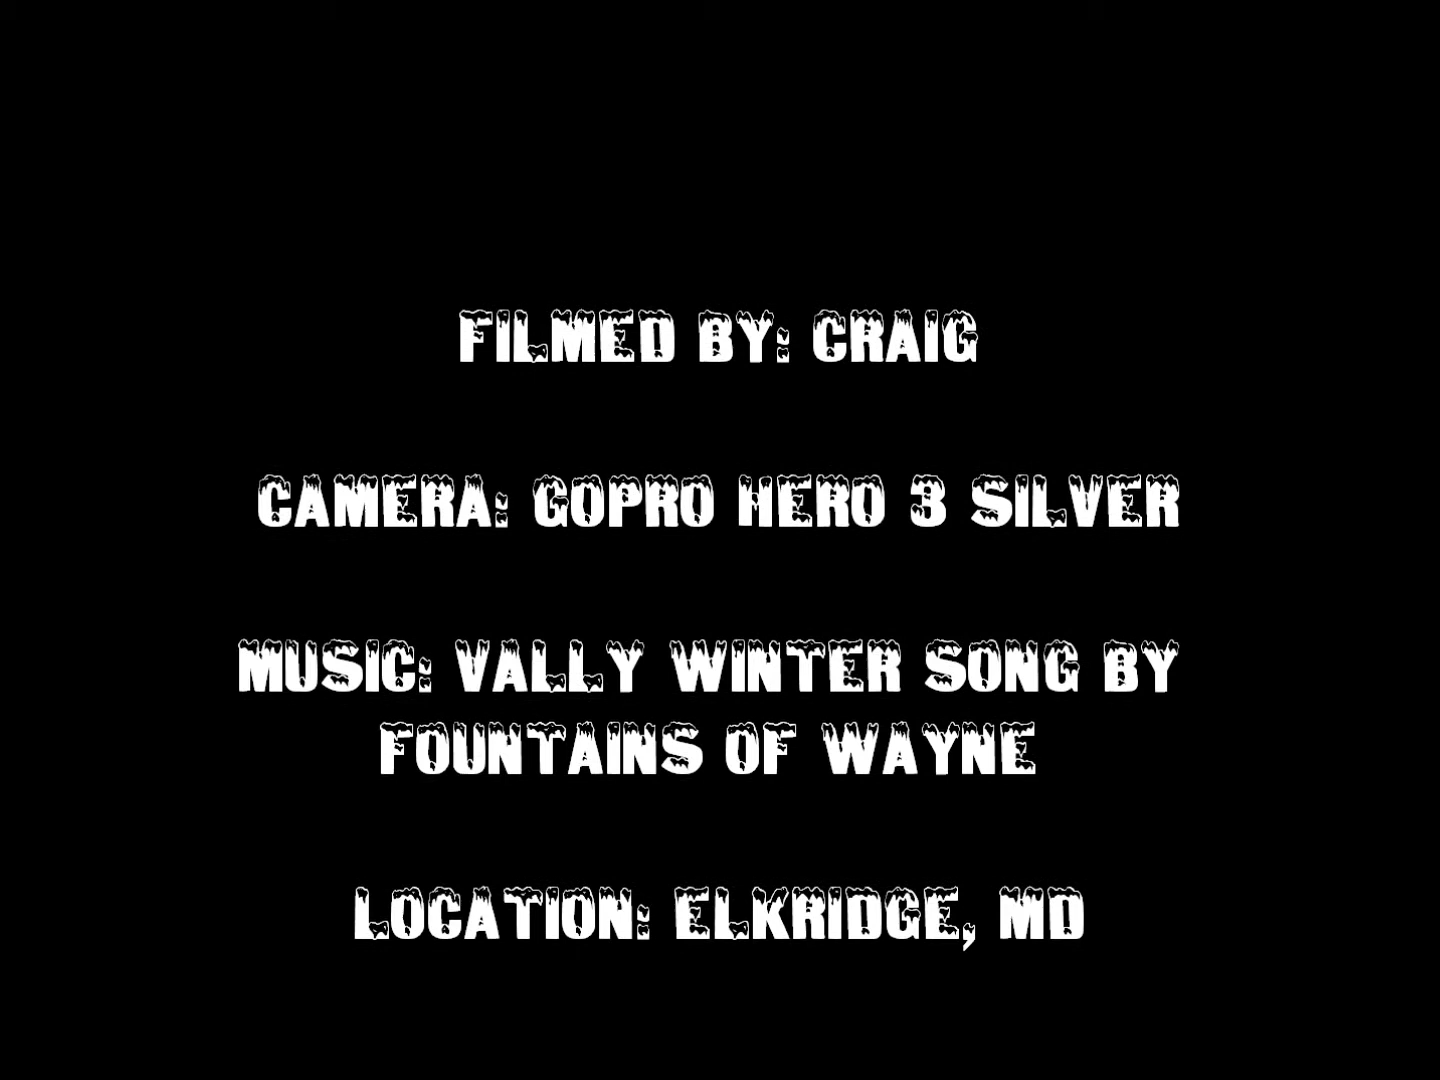 FILMED BY: CRAIG
CAMERA: GOPRO HERO 3 SILVER
MUSIC: VALLY WINTER SONG BY
FOUNTAINS OF WAYNE
LOCATION: ELKRIDGE, MD